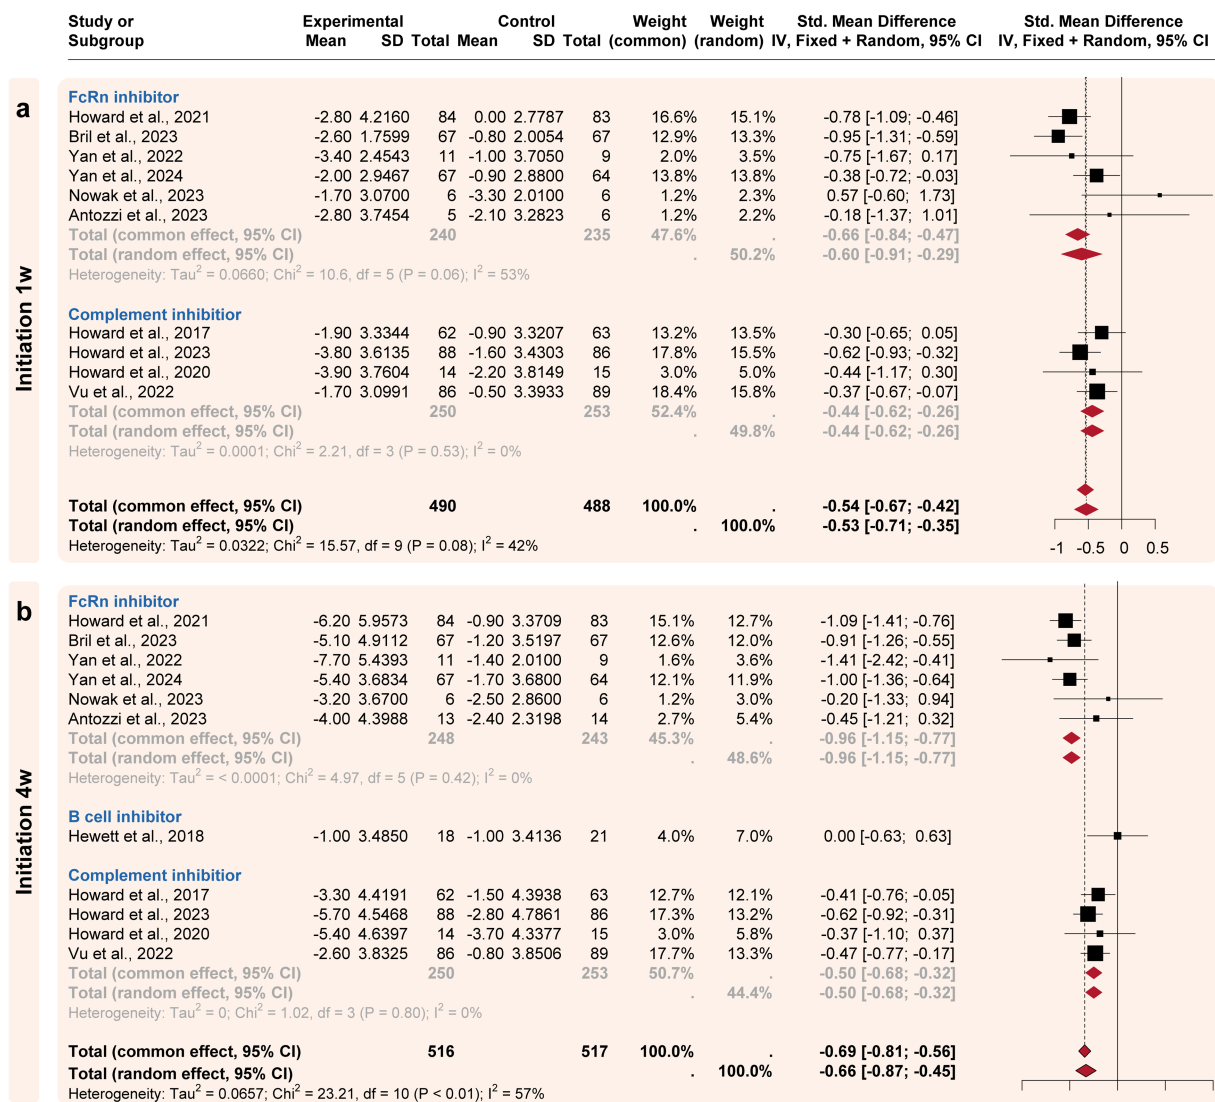 Study or Experimental Control Weight Weight Std. Mean Difference Std. Mean Difference
Subgroup Mean SD Total Mean SD Total (common) (random) IV, Fixed + Random, 95% CI IV, Fixed + Random, 95% CI
a
Initiation 1w
FcRn inhibitor
Howard et al., 2021 -2.80 4.2160 84 0.00 2.7787 83 16.6% 15.1% -0.78 [-1.09; -0.46]
Bril et al., 2023 -2.60 1.7599 67 -0.80 2.0054 67 12.9% 13.3% -0.95 [-1.31; -0.59]
Yan et al., 2022 -3.40 2.4543 11 -1.00 3.7050 9 2.0% 3.5% -0.75 [-1.67; 0.17]
Yan et al., 2024 -2.00 2.9467 67 -0.90 2.8800 64 13.8% 13.8% -0.38 [-0.72; -0.03]
Nowak et al., 2023 -1.70 3.0700 6 -3.30 2.0100 6 1.2% 2.3% 0.57 [-0.60; 1.73]
Antozzi et al., 2023 -2.80 3.7454 5 -2.10 3.2823 6 1.2% 2.2% -0.18 [-1.37; 1.01]
Total (common effect, 95% CI) 240 235 47.6% . -0.66 [-0.84; -0.47]
Total (random effect, 95% CI) . 50.2% -0.60 [-0.91; -0.29]
Heterogeneity: Tau² = 0.0660; Chi² = 10.6, df = 5 (P = 0.06); I² = 53%
Complement inhibitior
Howard et al., 2017 -1.90 3.3344 62 -0.90 3.3207 63 13.2% 13.5% -0.30 [-0.65; 0.05]
Howard et al., 2023 -3.80 3.6135 88 -1.60 3.4303 86 17.8% 15.5% -0.62 [-0.93; -0.32]
Howard et al., 2020 -3.90 3.7604 14 -2.20 3.8149 15 3.0% 5.0% -0.44 [-1.17; 0.30]
Vu et al., 2022 -1.70 3.0991 86 -0.50 3.3933 89 18.4% 15.8% -0.37 [-0.67; -0.07]
Total (common effect, 95% CI) 250 253 52.4% . -0.44 [-0.62; -0.26]
Total (random effect, 95% CI) . 49.8% -0.44 [-0.62; -0.26]
Heterogeneity: Tau² = 0.0001; Chi² = 2.21, df = 3 (P = 0.53); I² = 0%
Total (common effect, 95% CI) 490 488 100.0% . -0.54 [-0.67; -0.42]
Total (random effect, 95% CI) . 100.0% -0.53 [-0.71; -0.35]
Heterogeneity: Tau² = 0.0322; Chi² = 15.57, df = 9 (P = 0.08); I² = 42%
-1 -0.5 0 0.5
b
Initiation 4w
FcRn inhibitor
Howard et al., 2021 -6.20 5.9573 84 -0.90 3.3709 83 15.1% 12.7% -1.09 [-1.41; -0.76]
Bril et al., 2023 -5.10 4.9112 67 -1.20 3.5197 67 12.6% 12.0% -0.91 [-1.26; -0.55]
Yan et al., 2022 -7.70 5.4393 11 -1.40 2.0100 9 1.6% 3.6% -1.41 [-2.42; -0.41]
Yan et al., 2024 -5.40 3.6834 67 -1.70 3.6800 64 12.1% 11.9% -1.00 [-1.36; -0.64]
Nowak et al., 2023 -3.20 3.6700 6 -2.50 2.8600 6 1.2% 3.0% -0.20 [-1.33; 0.94]
Antozzi et al., 2023 -4.00 4.3988 13 -2.40 2.3198 14 2.7% 5.4% -0.45 [-1.21; 0.32]
Total (common effect, 95% CI) 248 243 45.3% . -0.96 [-1.15; -0.77]
Total (random effect, 95% CI) . 48.6% -0.96 [-1.15; -0.77]
Heterogeneity: Tau² = < 0.0001; Chi² = 4.97, df = 5 (P = 0.42); I² = 0%
B cell inhibitor
Hewett et al., 2018 -1.00 3.4850 18 -1.00 3.4136 21 4.0% 7.0% 0.00 [-0.63; 0.63]
Complement inhibitior
Howard et al., 2017 -3.30 4.4191 62 -1.50 4.3938 63 12.7% 12.1% -0.41 [-0.76; -0.05]
Howard et al., 2023 -5.70 4.5468 88 -2.80 4.7861 86 17.3% 13.2% -0.62 [-0.92; -0.31]
Howard et al., 2020 -5.40 4.6397 14 -3.70 4.3377 15 3.0% 5.8% -0.37 [-1.10; 0.37]
Vu et al., 2022 -2.60 3.8325 86 -0.80 3.8506 89 17.7% 13.3% -0.47 [-0.77; -0.17]
Total (common effect, 95% CI) 250 253 50.7% . -0.50 [-0.68; -0.32]
Total (random effect, 95% CI) . 44.4% -0.50 [-0.68; -0.32]
Heterogeneity: Tau² = 0; Chi² = 1.02, df = 3 (P = 0.80); I² = 0%
Total (common effect, 95% CI) 516 517 100.0% . -0.69 [-0.81; -0.56]
Total (random effect, 95% CI) . 100.0% -0.66 [-0.87; -0.45]
Heterogeneity: Tau² = 0.0657; Chi² = 23.21, df = 10 (P < 0.01); I² = 57%